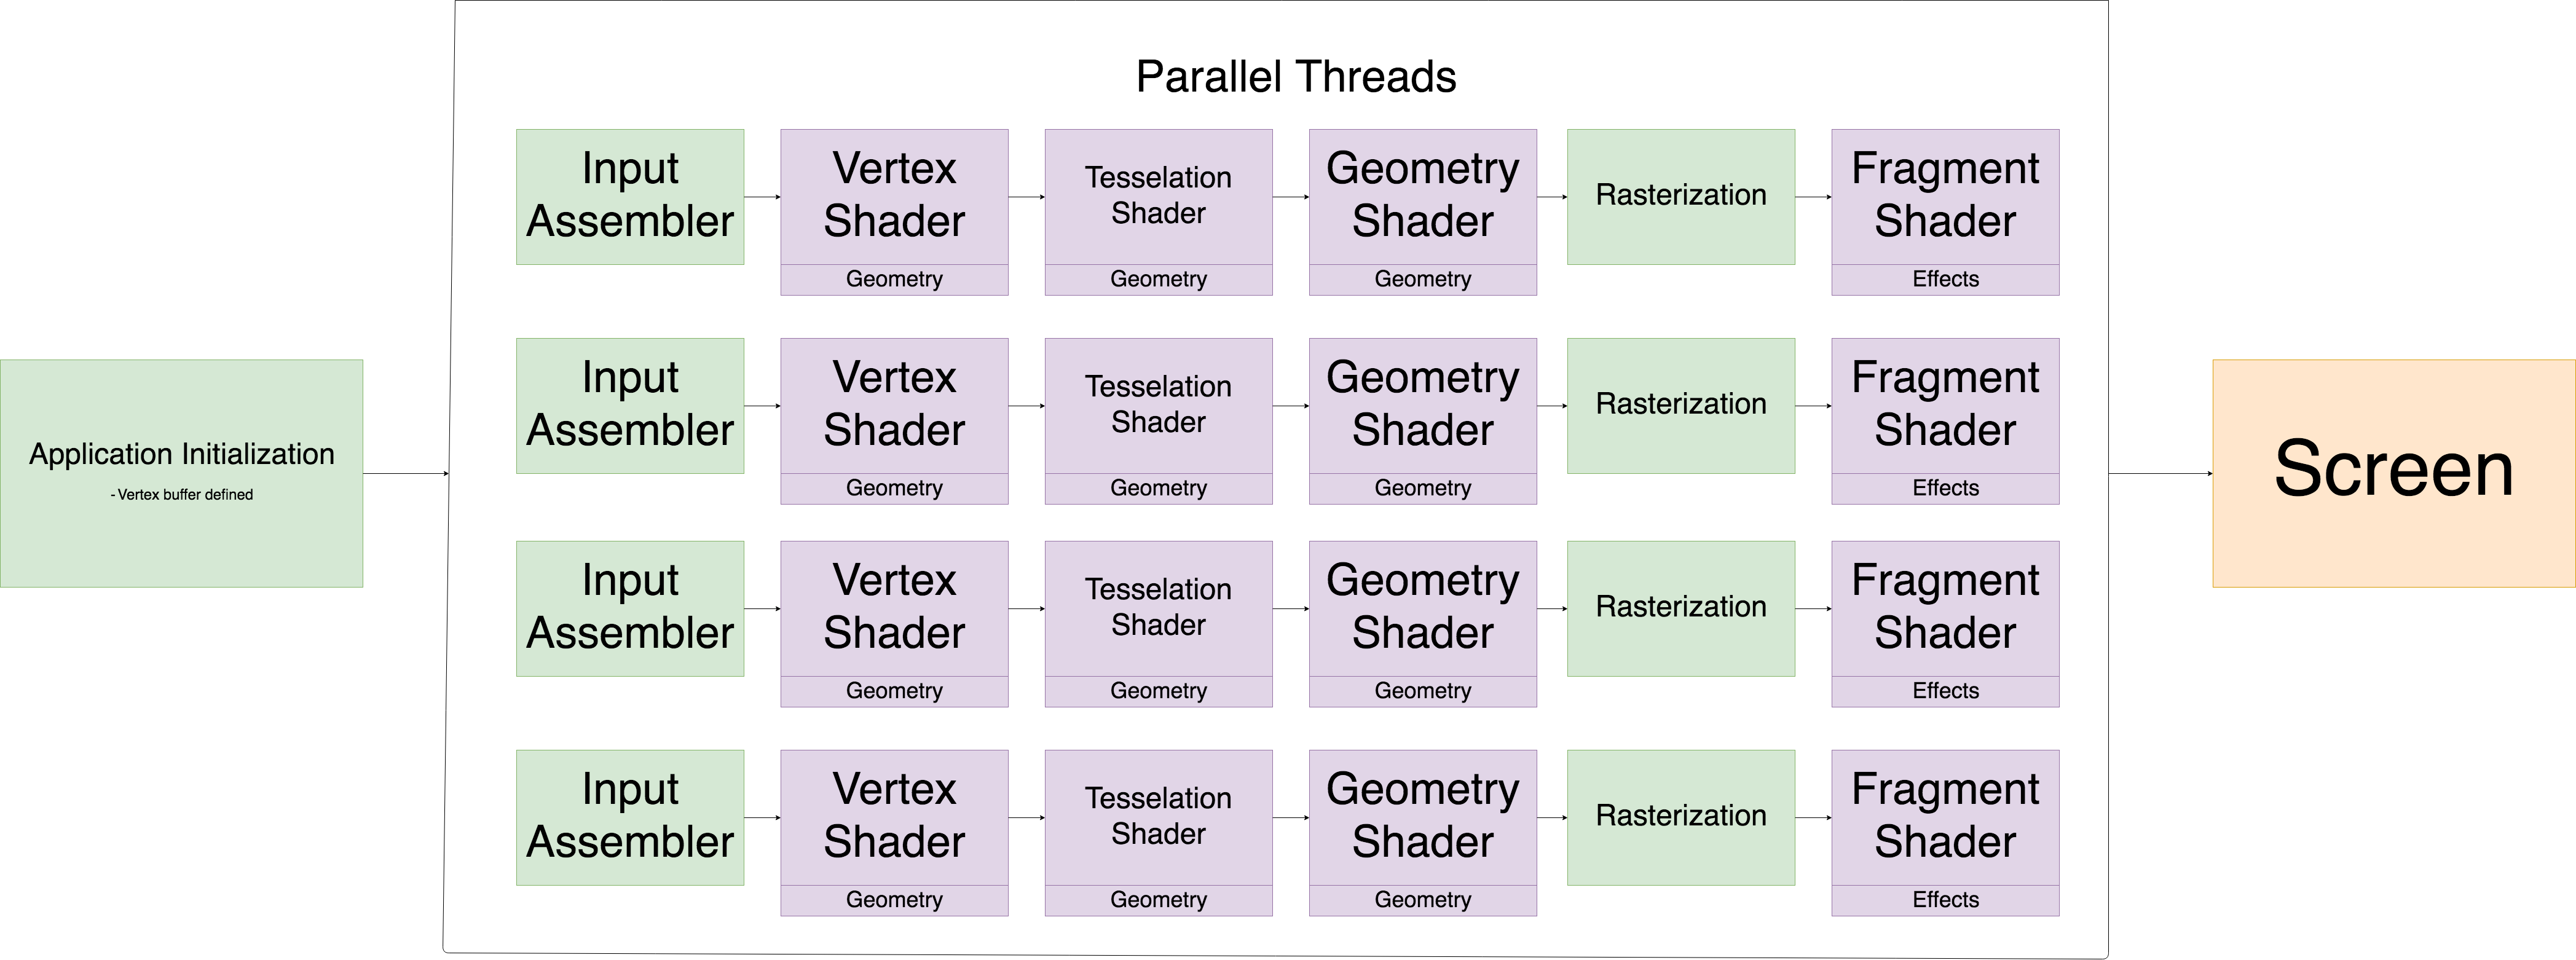 Parallel Threads
Input
Assembler
Vertex
Shader
Geometry
Tesselation
Shader
Geometry
Geometry
Shader
Geometry
Rasterization
Fragment
Shader
Effects
Input
Assembler
Vertex
Shader
Geometry
Tesselation
Shader
Geometry
Geometry
Shader
Geometry
Rasterization
Fragment
Shader
Effects
Application Initialization
- Vertex buffer defined
Screen
Input
Assembler
Vertex
Shader
Geometry
Tesselation
Shader
Geometry
Geometry
Shader
Geometry
Rasterization
Fragment
Shader
Effects
Input
Assembler
Vertex
Shader
Geometry
Tesselation
Shader
Geometry
Geometry
Shader
Geometry
Rasterization
Fragment
Shader
Effects